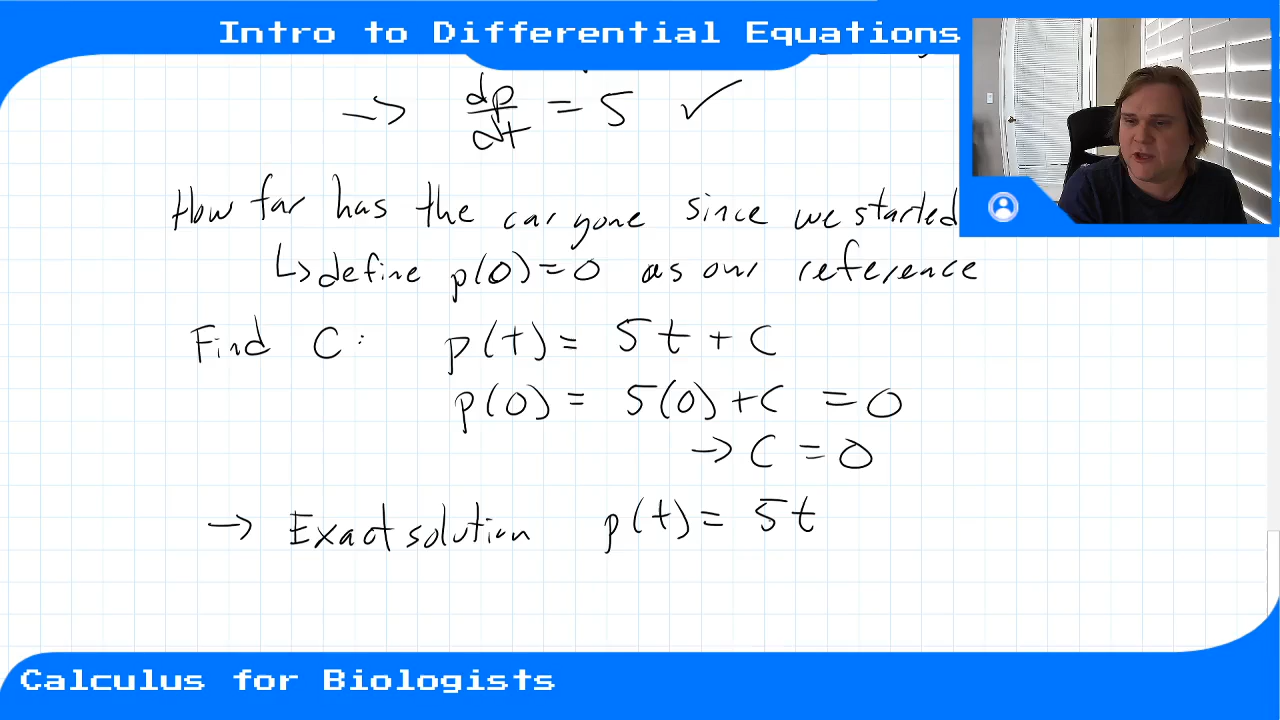 Intro to Differential Equations
→ dp/dt = 5 ✓
How far has the car gone since we started
↳ define p(0) = 0 as our reference
Find C: p(t) = 5t + C
p(0) = 5(0) + C = 0
→ C = 0
→ Exact solution p(t) = 5t
Calculus for Biologists